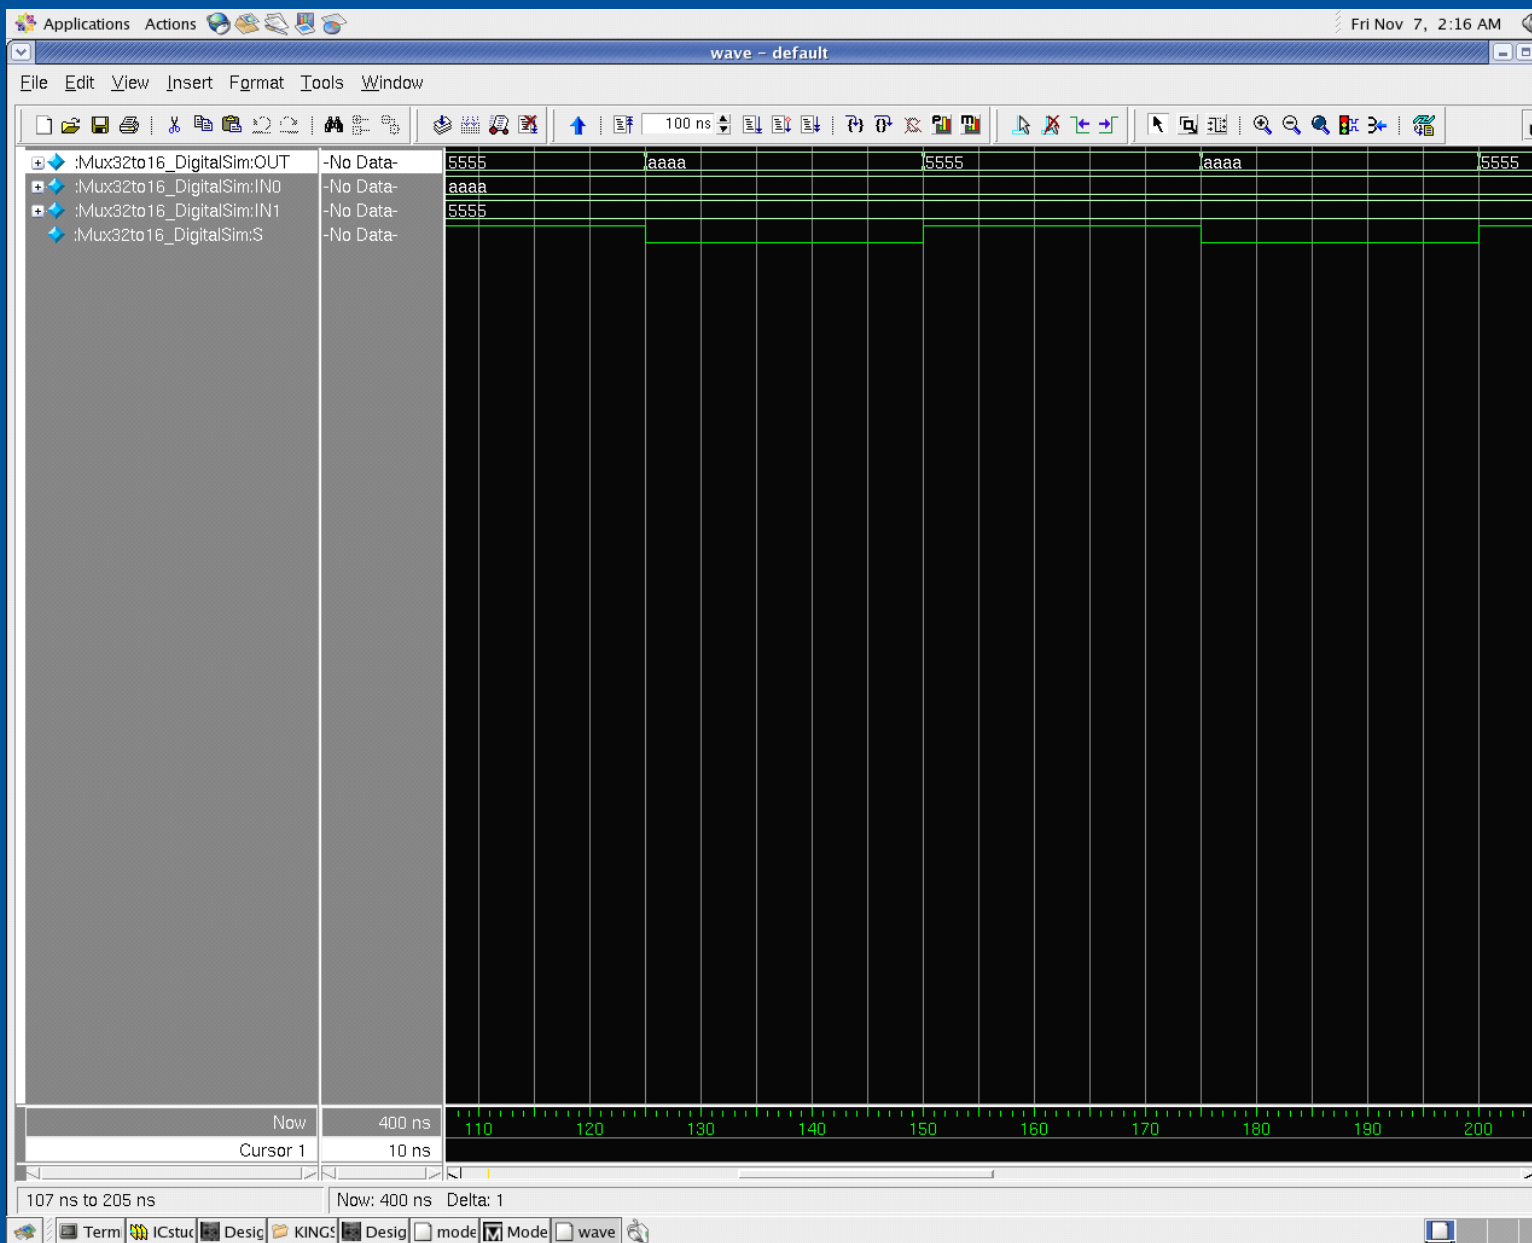 Applications Actions Fri Nov 7, 2:16 AM
wave - default
File Edit View Insert Format Tools Window
100 ns
:Mux32to16_DigitalSim:OUT -No Data- 5555 aaaa 5555 aaaa 5555
:Mux32to16_DigitalSim:IN0 -No Data- aaaa
:Mux32to16_DigitalSim:IN1 -No Data- 5555
:Mux32to16_DigitalSim:S -No Data-
Now 400 ns 110 120 130 140 150 160 170 180 190 200
Cursor 1 10 ns
107 ns to 205 ns Now: 400 ns Delta: 1
Term ICstuc Desig KINGS Desig mode Mode wave